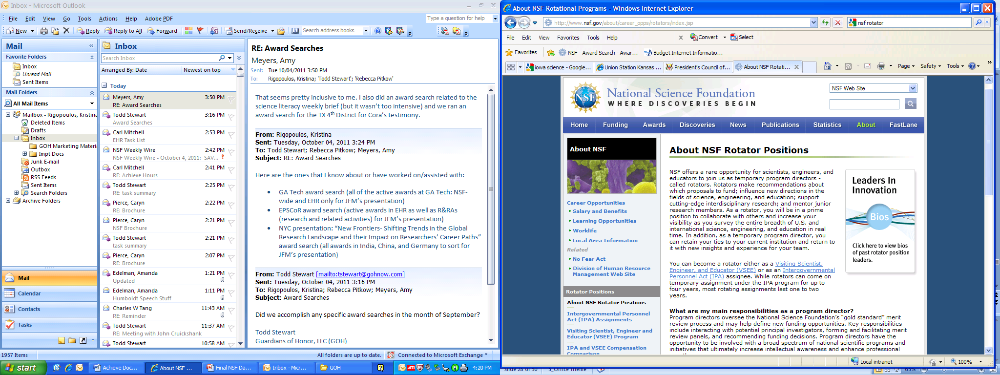 Inbox - Microsoft Outlook
File Edit View Go Tools Actions Help Adobe PDF
Type a question for help
New Reply Reply to All Forward Send/Receive Search address books
Mail
Favorite Folders
Inbox
Unread Mail
Sent Items
Mail Folders
All Mail Items
Mailbox - Rigopoulos, Kristina
Deleted Items
Drafts
Inbox
GOH Marketing Materi
Impt Docs
Junk E-mail
Outbox
RSS Feeds
Sent Items
Search Folders
Archive Folders
Mail
Calendar
Contacts
Tasks
Inbox
Search Inbox
Arranged By: Date Newest on top
Today
Meyers, Amy 3:50 PM
RE: Award Searches
Todd Stewart 3:16 PM
Award Searches
Carl Mitchell 2:53 PM
EHR Task List
NSF Weekly Wire 2:42 PM
NSF Weekly Wire - October 4, 2011: SAV...
Carl Mitchell 2:41 PM
RE: Achieve Hours
Todd Stewart 2:25 PM
RE: task summary
Pierce, Caryn 2:22 PM
RE: Brochure
Pierce, Caryn 2:21 PM
NSF Brochure
Todd Stewart 2:21 PM
task summary
Pierce, Caryn 2:07 PM
RE: Brochure
Edelman, Amanda 1:21 PM
Updated
Edelman, Amanda 1:11 PM
Humboldt Speech Stuff
Charles W Tang 11:43 AM
RE: Reminder
Todd Stewart 11:37 AM
RE: Meeting with John Cruickshank
Todd Stewart 10:58 AM
RE: Award Searches
Meyers, Amy
Sent: Tue 10/04/2011 3:50 PM
To: Rigopoulos, Kristina; 'Todd Stewart'; 'Rebecca Pitkow'
That seems pretty inclusive to me. I also did an award search related to the
science literacy weekly brief (but it wasn't too intensive) and we ran an
award search for the TX 4th District for Cora's testimony.
From: Rigopoulos, Kristina
Sent: Tuesday, October 04, 2011 3:24 PM
To: Todd Stewart; Rebecca Pitkow; Meyers, Amy
Subject: RE: Award Searches
Here are the ones that I know about or have worked on/assisted with:
• GA Tech award search (all of the active awards at GA Tech: NSF-
wide and EHR only for JFM's presentation)
• EPSCoR award search (active awards in EHR as well as R&RAs
(research and related activities) for JFM's presentation)
• NYC presentation: "New Frontiers- Shifting Trends in the Global
Research Landscape and their Impact on Researchers' Career Paths"
award search (all awards in India, China, and Germany to sort for
JFM's presentation)
From: Todd Stewart [mailto:tstewart@gohnow.com]
Sent: Tuesday, October 04, 2011 3:16 PM
To: Rigopoulos, Kristina; Rebecca Pitkow; Meyers, Amy
Subject: Award Searches
Did we accomplish any specific award searches in the month of September?
Todd Stewart
Guardians of Honor, LLC (GOH)
1957 Items All folders are up to date. Connected to Microsoft Exchange
start Achieve Doc... About NSF ... Final NSF Da... Inbox - Micr... GOH ATI 4:20 PM
About NSF Rotational Programs - Windows Internet Explorer
http://www.nsf.gov/about/career_opps/rotators/index.jsp nsf rotator
File Edit View Favorites Tools Help Convert Select
Favorites NSF - Award Search - Awar... Budget Internet Informatio...
iowa science - Google... Union Station Kansas ... President's Council of... About NSF Rotati... Page Safety Tools
NSF
National Science Foundation
WHERE DISCOVERIES BEGIN
NSF Web Site
Home Funding Awards Discoveries News Publications Statistics About FastLane
About NSF
Career Opportunities
Salary and Benefits
Learning Opportunities
Worklife
Local Area Information
Related
No Fear Act
Division of Human Resource
Management Web Site
Rotator Positions
About NSF Rotator Positions
Intergovernmental Personnel
Act (IPA) Assignments
Visiting Scientist, Engineer and
Educator (VSEE) Program
IPA and VSEE Compensation
Comparison
About NSF Rotator Positions
NSF offers a rare opportunity for scientists, engineers, and
educators to join us as temporary program directors -
called rotators. Rotators make recommendations about
which proposals to fund; influence new directions in the
fields of science, engineering, and education; support
cutting-edge interdisciplinary research; and mentor junior
research members. As a rotator, you will be in a prime
position to collaborate with others and increase your
visibility as you survey the entire breadth of U.S. and
international science, engineering, and education in real
time. In addition, as a temporary program director, you
can retain your ties to your current institution and return to
it with new insights and experience for your team.
You can become a rotator either as a Visiting Scientist,
Engineer, and Educator (VSEE) or as an Intergovernmental
Personnel Act (IPA) assignee. While rotators can come on
temporary assignment under the IPA program for up to
four years, most rotating assignments last one to two
years.
What are my main responsibilities as a program director?
Program directors oversee the National Science Foundation's "gold standard" merit
review process and may help define new funding opportunities. Key responsibilities
include interacting with potential principal investigators, forming and facilitating merit
review panels, and recommending funding decisions. Program directors have the
opportunity to be involved with a broad spectrum of national scientific programs and
initiatives that ultimately increase intellectual awareness and enhance professional
Leaders In
Innovation
Bios
Click here to view bios
of past rotator position
leaders.
Local intranet 100%
Slide 28 of 50 5_Office Theme 65%